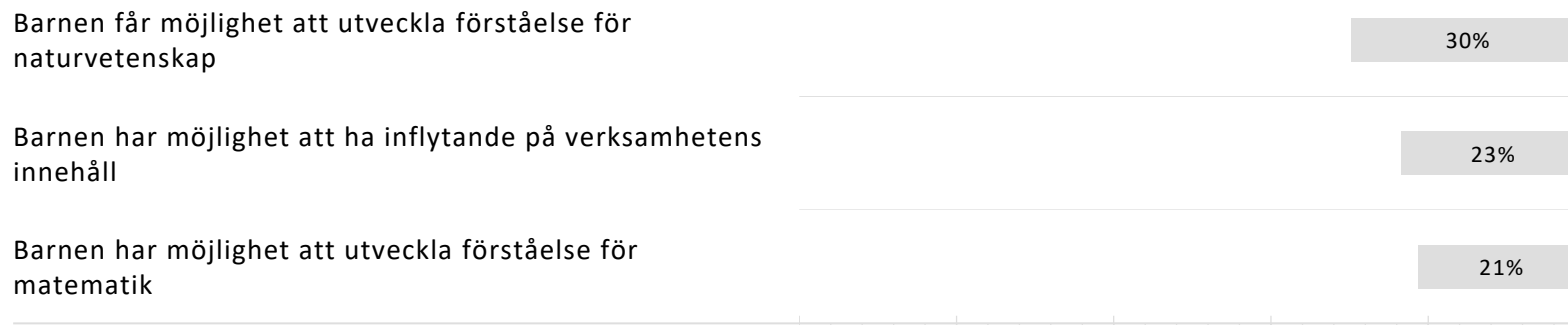 Barnen får möjlighet att utveckla förståelse för
naturvetenskap
30%
Barnen har möjlighet att ha inflytande på verksamhetens
innehåll
23%
Barnen har möjlighet att utveckla förståelse för
matematik
21%